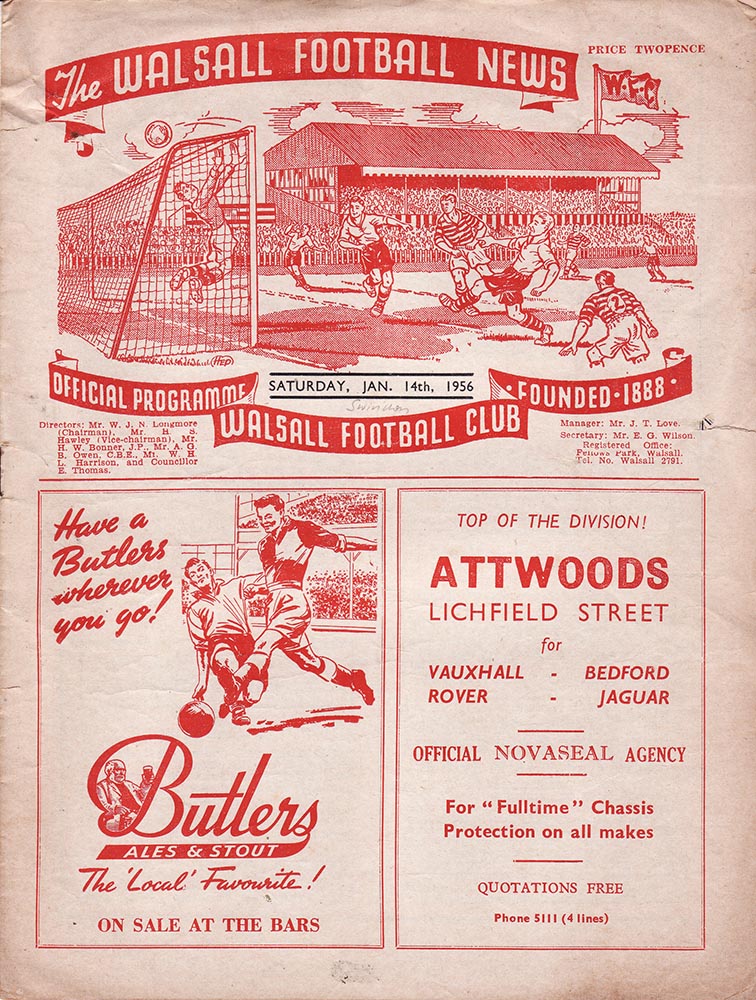 The WALSALL FOOTBALL NEWS
PRICE TWOPENCE
W.F.C
(HED)
OFFICIAL PROGRAMME
SATURDAY, JAN. 14th, 1956
Swindon
·FOUNDED·1888·
WALSALL FOOTBALL CLUB
Directors: Mr. W. J. N. Longmore
(Chairman), Mr. H. S.
Hawley (Vice-chairman), Mr.
H. W. Bonner, J.P., Mr. A. G.
B. Owen, C.B.E., Mt. W. H.
L. Harrison, and Councillor
E. Thomas.
Manager: Mr. J. T. Love.
Secretary: Mr. E. G. Wilson.
Registered Office:
Fellows Park, Walsall.
Tel. No. Walsall 2791.
Have a
Butlers
wherever
you go!
Butlers
ALES & STOUT
The 'Local' Favourite!
ON SALE AT THE BARS
TOP OF THE DIVISION!
ATTWOODS
LICHFIELD STREET
for
VAUXHALL - BEDFORD
ROVER - JAGUAR
OFFICIAL NOVASEAL AGENCY
For "Fulltime" Chassis
Protection on all makes
QUOTATIONS FREE
Phone 5111 (4 lines)
2